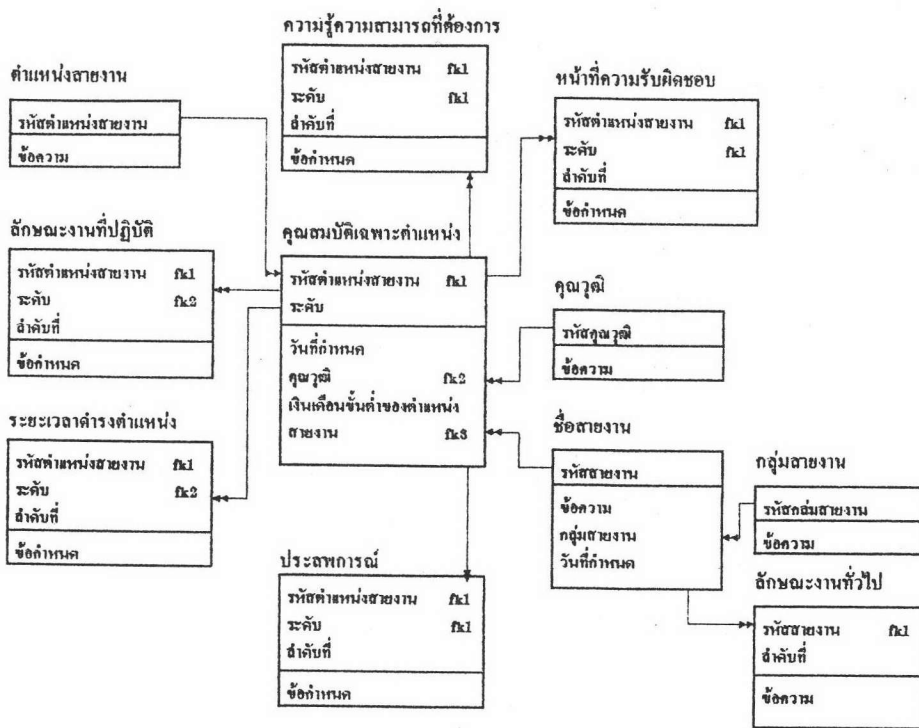 ความรู้ความสามารถที่ต้องการ
รหัสตำแหน่งสายงาน fk1
ระดับ fk1
ลำดับที่
ข้อกำหนด
ตำแหน่งสายงาน
รหัสตำแหน่งสายงาน
ข้อความ
หน้าที่ความรับผิดชอบ
รหัสตำแหน่งสายงาน fk1
ระดับ fk1
ลำดับที่
ข้อกำหนด
ลักษณะงานที่ปฏิบัติ
รหัสตำแหน่งสายงาน fk1
ระดับ fk2
ลำดับที่
ข้อกำหนด
คุณสมบัติเฉพาะตำแหน่ง
รหัสตำแหน่งสายงาน fk1
ระดับ
วันที่กำหนด
คุณวุฒิ fk2
เงินเดือนขั้นต่ำของตำแหน่ง
สายงาน fk3
คุณวุฒิ
รหัสคุณวุฒิ
ข้อความ
ระยะเวลาดำรงตำแหน่ง
รหัสตำแหน่งสายงาน fk1
ระดับ fk2
ลำดับที่
ข้อกำหนด
ชื่อสายงาน
รหัสสายงาน
ข้อความ
กลุ่มสายงาน
วันที่กำหนด
กลุ่มสายงาน
รหัสกลุ่มสายงาน
ข้อความ
ประสพการณ์
รหัสตำแหน่งสายงาน fk1
ระดับ fk1
ลำดับที่
ข้อกำหนด
ลักษณะงานทั่วไป
รหัสสายงาน fk1
ลำดับที่
ข้อความ